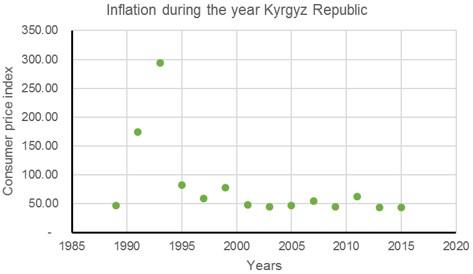 Inflation during the year Kyrgyz Republic
350.00
300.00
250.00
200.00
150.00
100.00
50.00
-
Consumer price index
1985 1990 1995 2000 2005 2010 2015 2020
Years